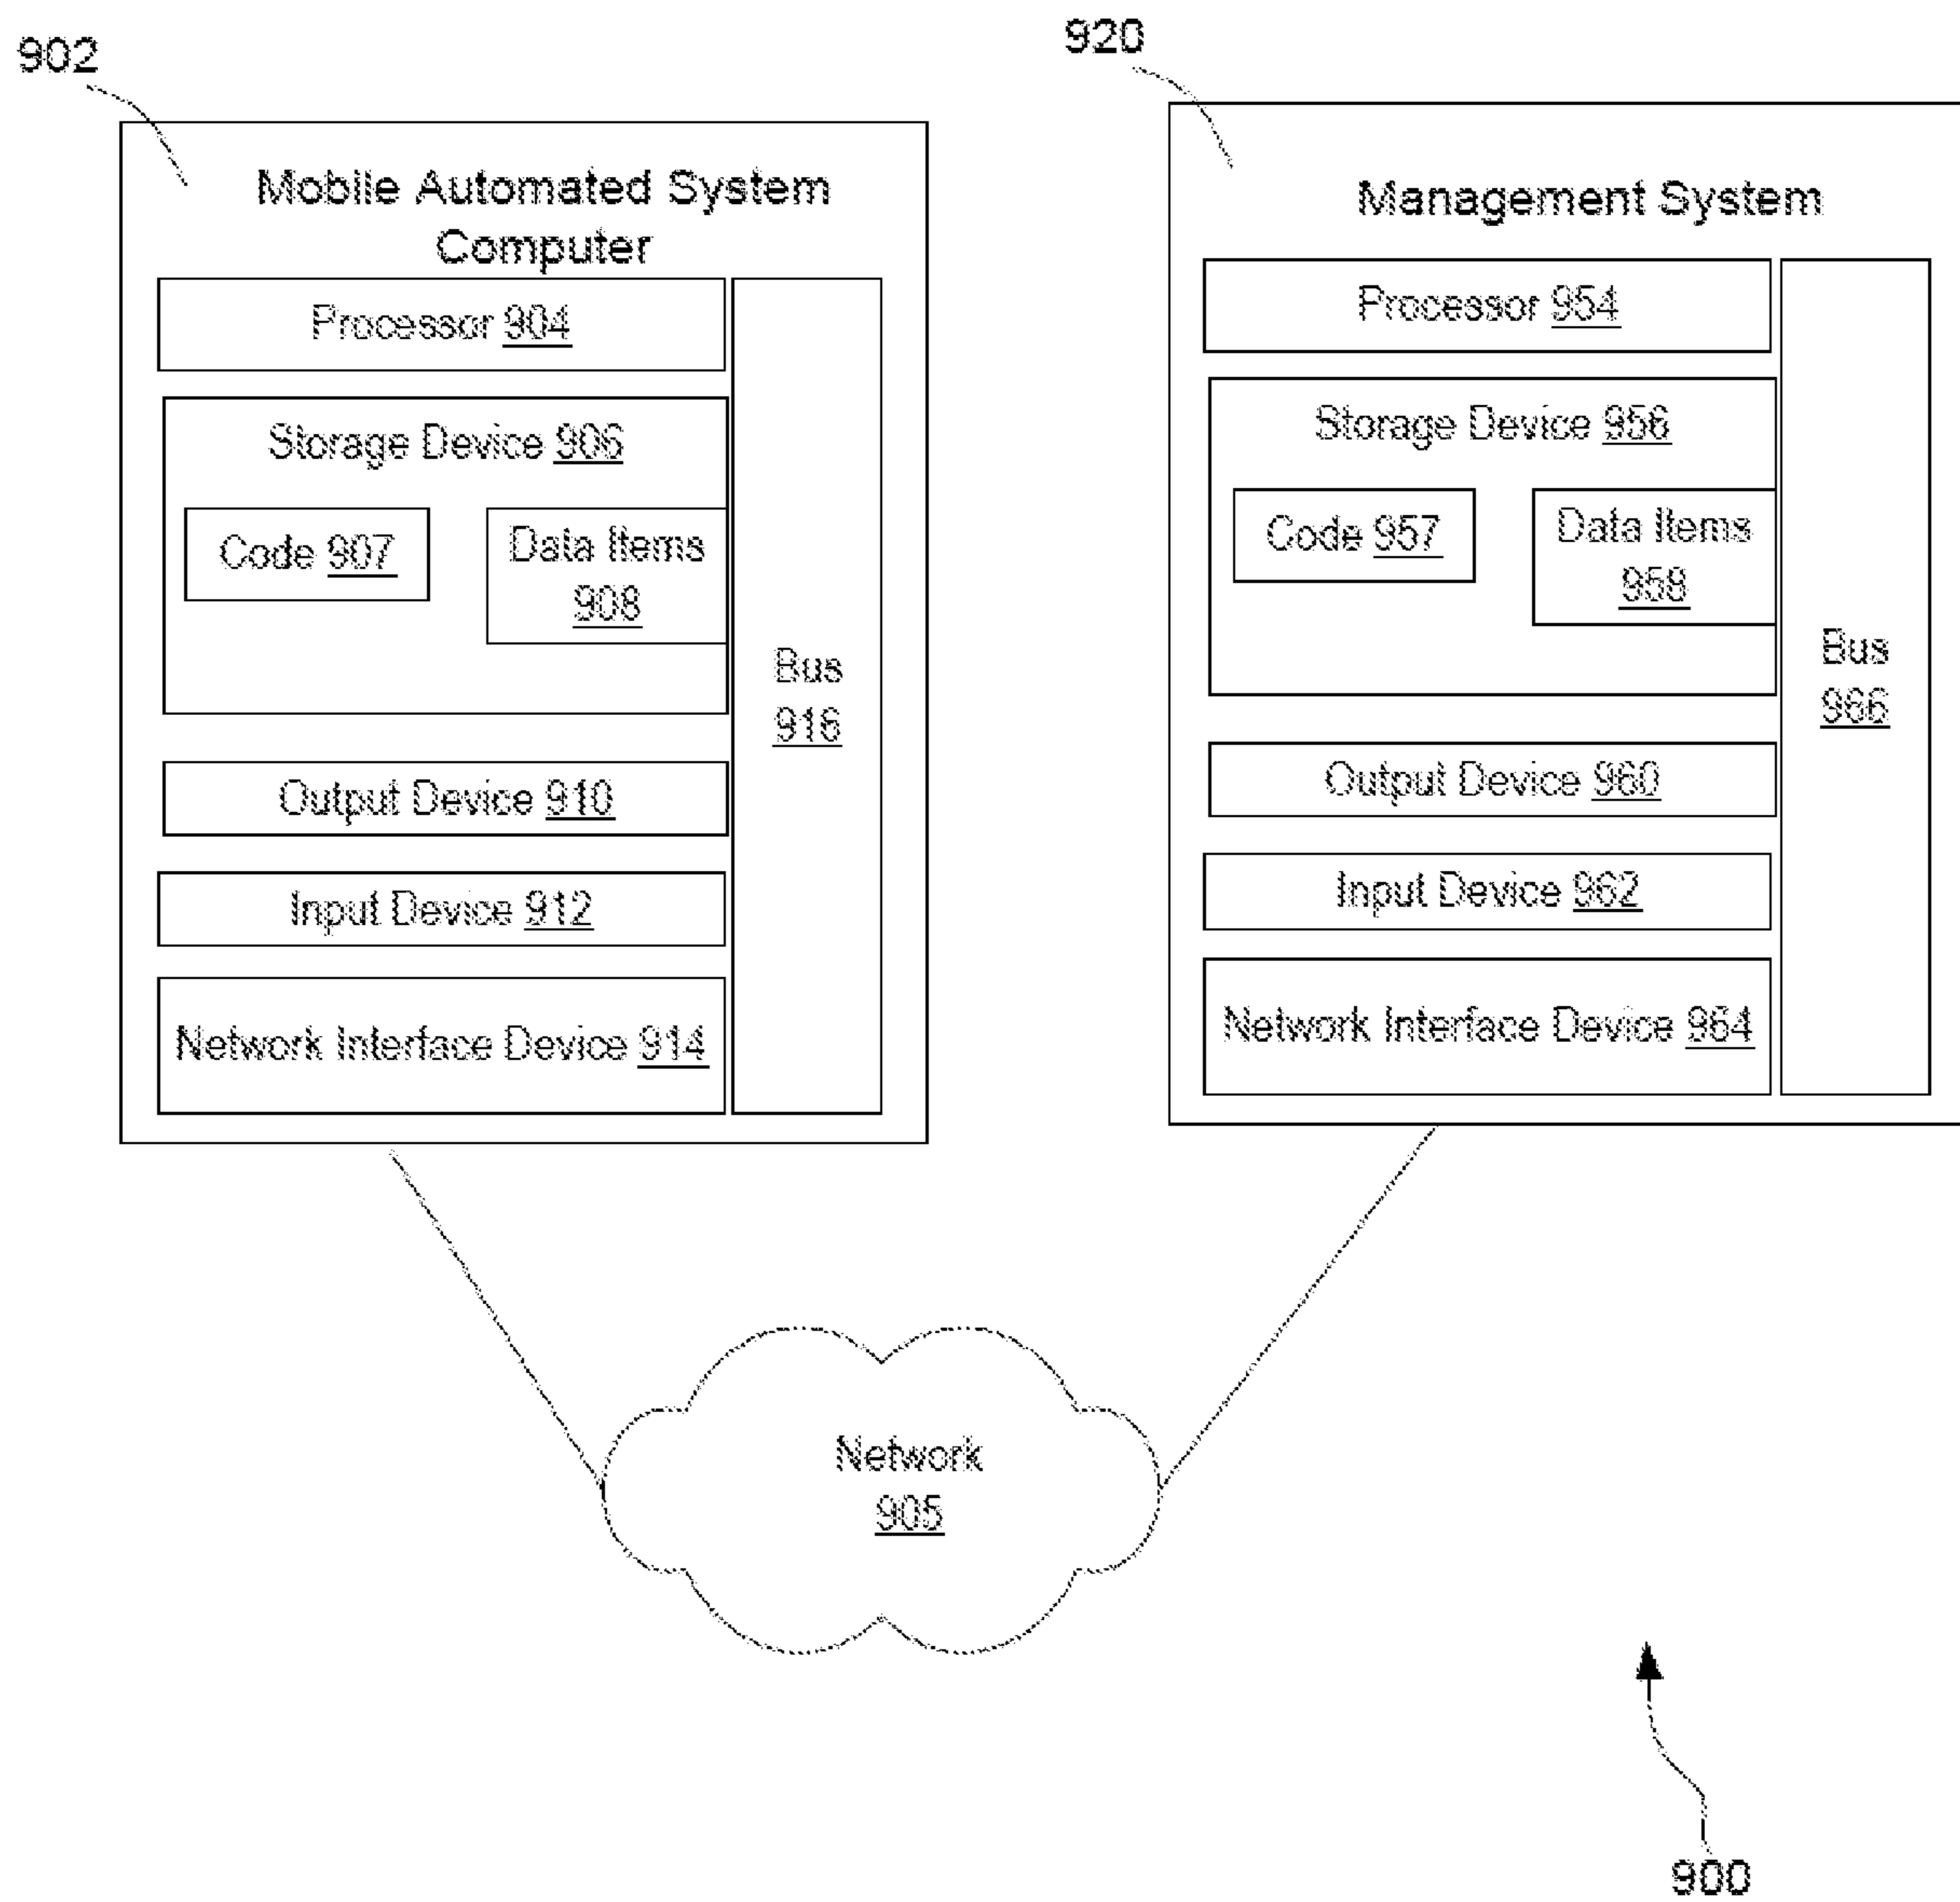 902
Mobile Automated System
Computer
Processor 904
Storage Device 906
Code 907
Data Items
908
Output Device 910
Input Device 912
Network Interface Device 914
Bus
916
920
Management System
Processor 954
Storage Device 956
Code 957
Data Items
958
Output Device 960
Input Device 962
Network Interface Device 964
Bus
966
Network
905
900